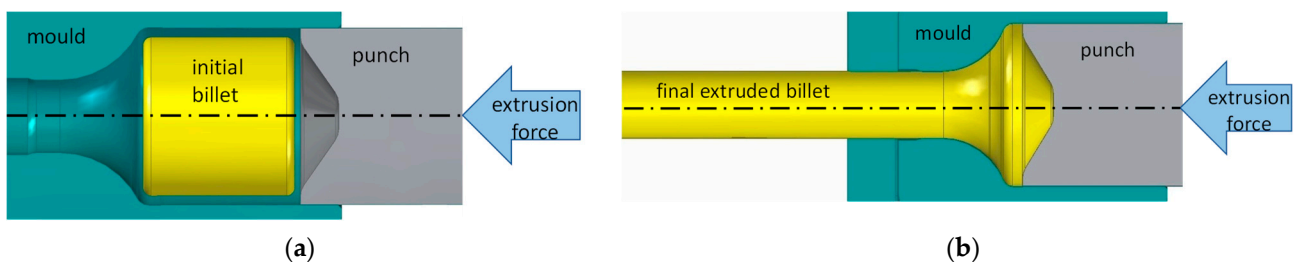 mould
initial
billet
punch
extrusion
force
(a)
mould
punch
final extruded billet
extrusion
force
(b)